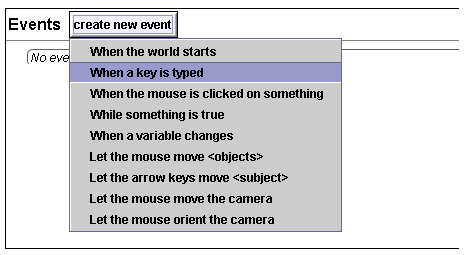 Events create new event
No eve
When the world starts
When a key is typed
When the mouse is clicked on something
While something is true
When a variable changes
Let the mouse move <objects>
Let the arrow keys move <subject>
Let the mouse move the camera
Let the mouse orient the camera